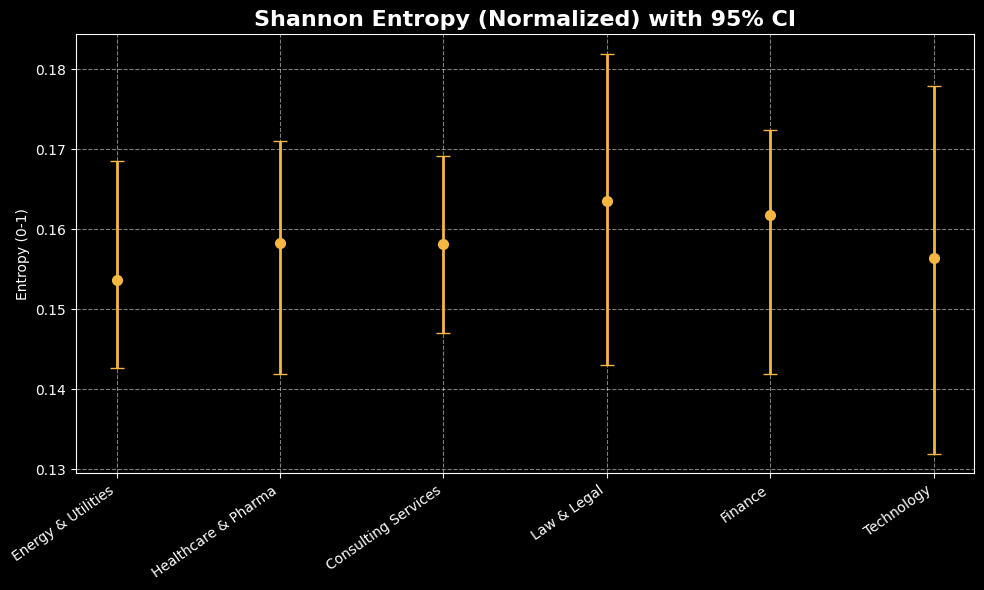 Shannon Entropy (Normalized) with 95% CI
Entropy (0-1)
0.18
0.17
0.16
0.15
0.14
0.13
Energy & Utilities
Healthcare & Pharma
Consulting Services
Law & Legal
Finance
Technology